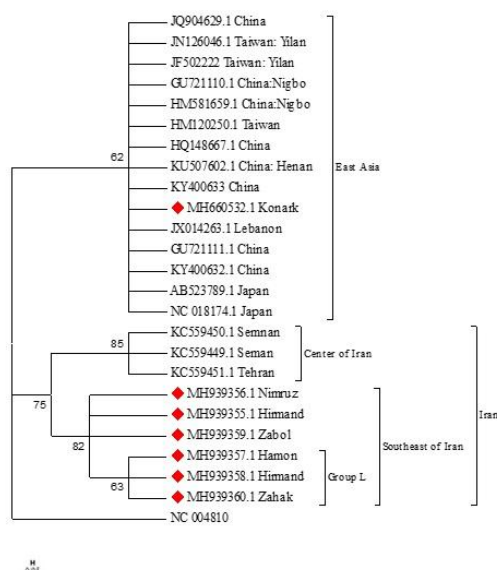 JQ904629.1 China
JN126046.1 Taiwan: Yilan
JF502222 Taiwan: Yilan
GU721110.1 China:Nigbo
HM581659.1 China:Nigbo
HM120250.1 Taiwan
HQ148667.1 China
62
KU507602.1 China: Henan
East Asia
KY400633 China
MH660532.1 Konark
JX014263.1 Lebanon
GU721111.1 China
KY400632.1 China
AB523789.1 Japan
NC 018174.1 Japan
KC559450.1 Semnan
85
KC559449.1 Seman
Center of Iran
KC559451.1 Tehran
75
MH939356.1 Nimruz
MH939355.1 Hirmand
Iran
MH939359.1 Zabol
82
Southeast of Iran
MH939357.1 Hamon
MH939358.1 Hirmand
Group L
63
MH939360.1 Zahak
NC 004810